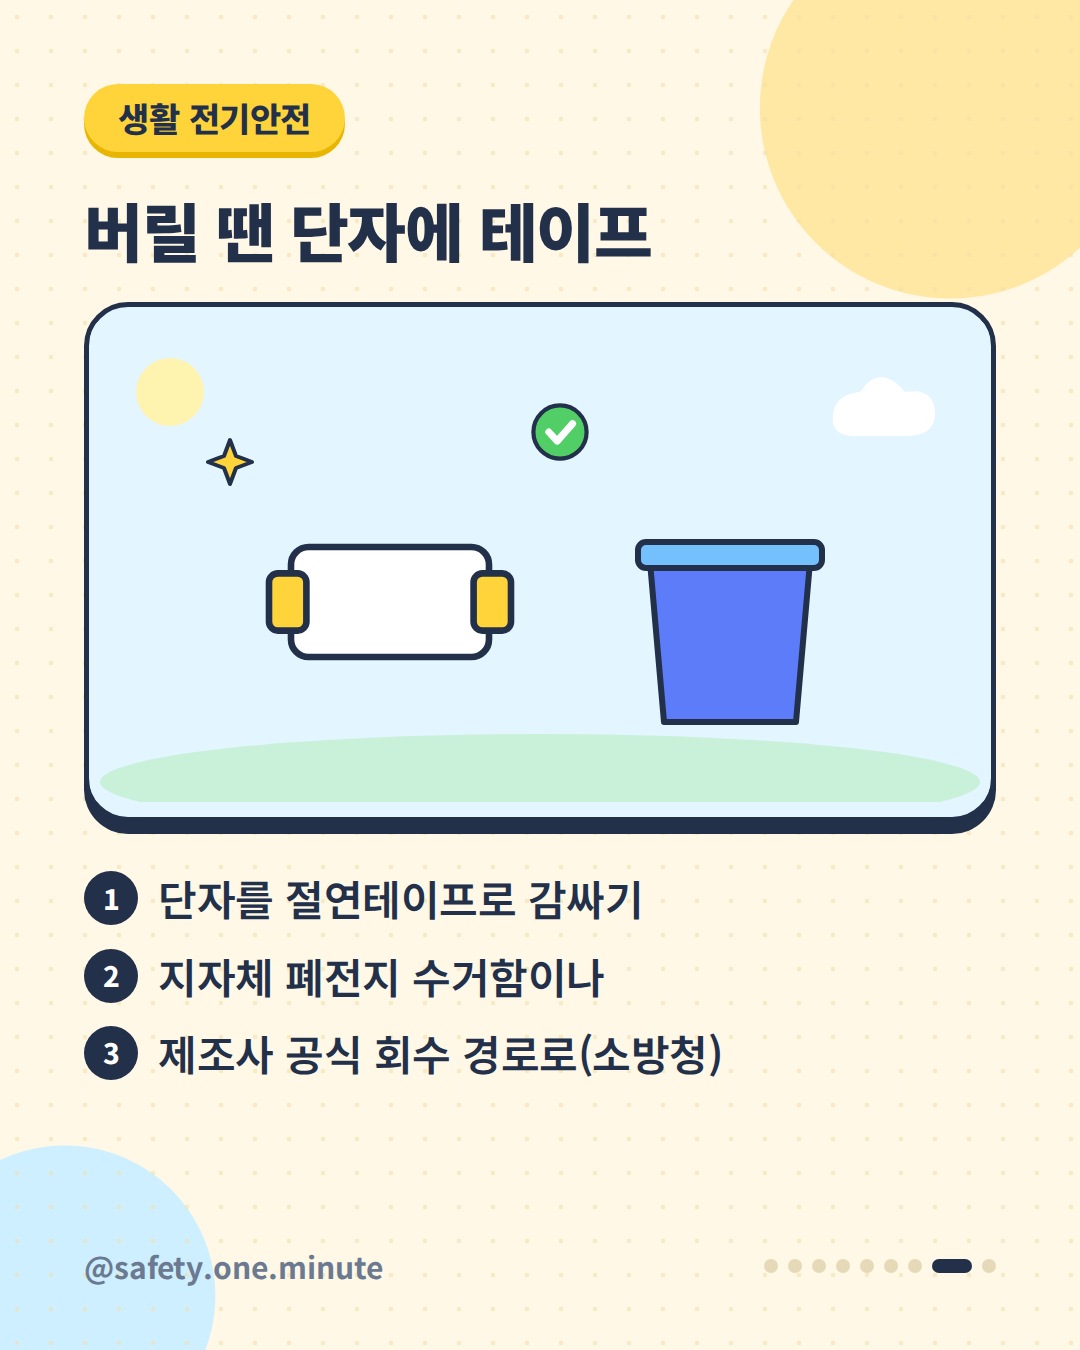 생활 전기안전
버릴 땐 단자에 테이프
1 단자를 절연테이프로 감싸기
2 지자체 폐전지 수거함이나
3 제조사 공식 회수 경로로(소방청)
@safety.one.minute